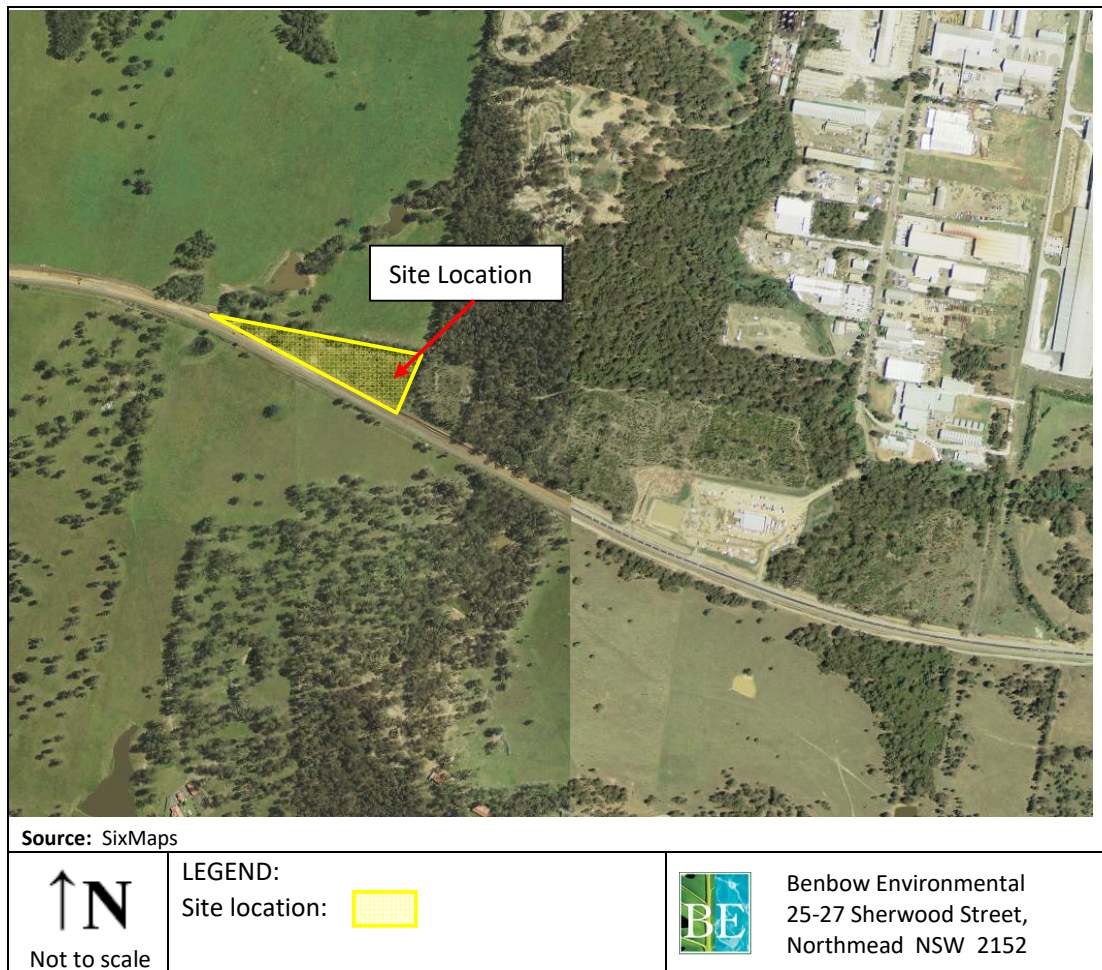 Site Location
Source: SixMaps
↑N
Not to scale
LEGEND:
Site location:
BE
Benbow Environmental
25-27 Sherwood Street,
Northmead NSW 2152